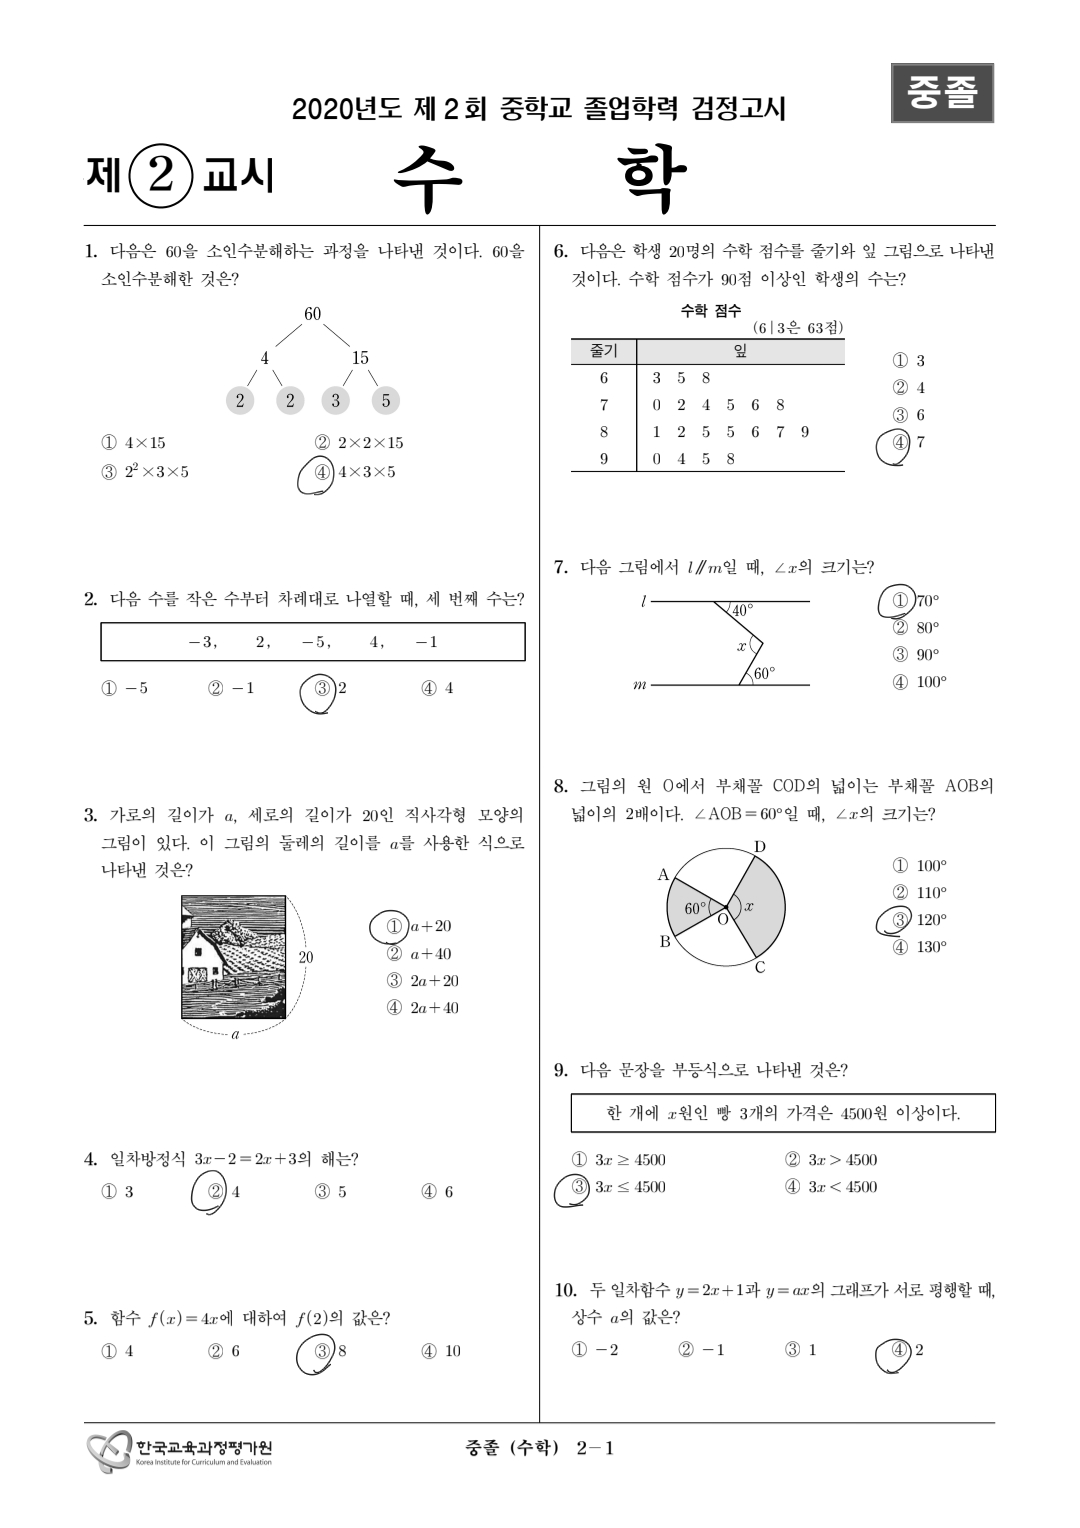 중졸
2020년도 제 2 회 중학교 졸업학력 검정고시
제 2 교시 수 학
1. 다음은 60을 소인수분해하는 과정을 나타낸 것이다. 60을
소인수분해한 것은?
60
4 15
2 2 3 5
① 4×15 ② 2×2×15
③ 2²×3×5 ④ 4×3×5
2. 다음 수를 작은 수부터 차례대로 나열할 때, 세 번째 수는?
-3, 2, -5, 4, -1
① -5 ② -1 ③ 2 ④ 4
3. 가로의 길이가 a, 세로의 길이가 20인 직사각형 모양의
그림이 있다. 이 그림의 둘레의 길이를 a를 사용한 식으로
나타낸 것은?
20
a
① a+20
② a+40
③ 2a+20
④ 2a+40
4. 일차방정식 3x-2=2x+3의 해는?
① 3 ② 4 ③ 5 ④ 6
5. 함수 f(x)=4x에 대하여 f(2)의 값은?
① 4 ② 6 ③ 8 ④ 10
6. 다음은 학생 20명의 수학 점수를 줄기와 잎 그림으로 나타낸
것이다. 수학 점수가 90점 이상인 학생의 수는?
수학 점수
(6 | 3은 63점)
줄기 잎
6 3 5 8
7 0 2 4 5 6 8
8 1 2 5 5 6 7 9
9 0 4 5 8
① 3
② 4
③ 6
④ 7
7. 다음 그림에서 l∥m일 때, ∠x의 크기는?
l
40°
x
60°
m
① 70°
② 80°
③ 90°
④ 100°
8. 그림의 원 O에서 부채꼴 COD의 넓이는 부채꼴 AOB의
넓이의 2배이다. ∠AOB=60°일 때, ∠x의 크기는?
D
A
60° x
O
B
C
① 100°
② 110°
③ 120°
④ 130°
9. 다음 문장을 부등식으로 나타낸 것은?
한 개에 x원인 빵 3개의 가격은 4500원 이상이다.
① 3x ≥ 4500 ② 3x > 4500
③ 3x ≤ 4500 ④ 3x < 4500
10. 두 일차함수 y=2x+1과 y=ax의 그래프가 서로 평행할 때,
상수 a의 값은?
① -2 ② -1 ③ 1 ④ 2
한국교육과정평가원
Korea Institute for Curriculum and Evaluation
중졸 (수학) 2-1